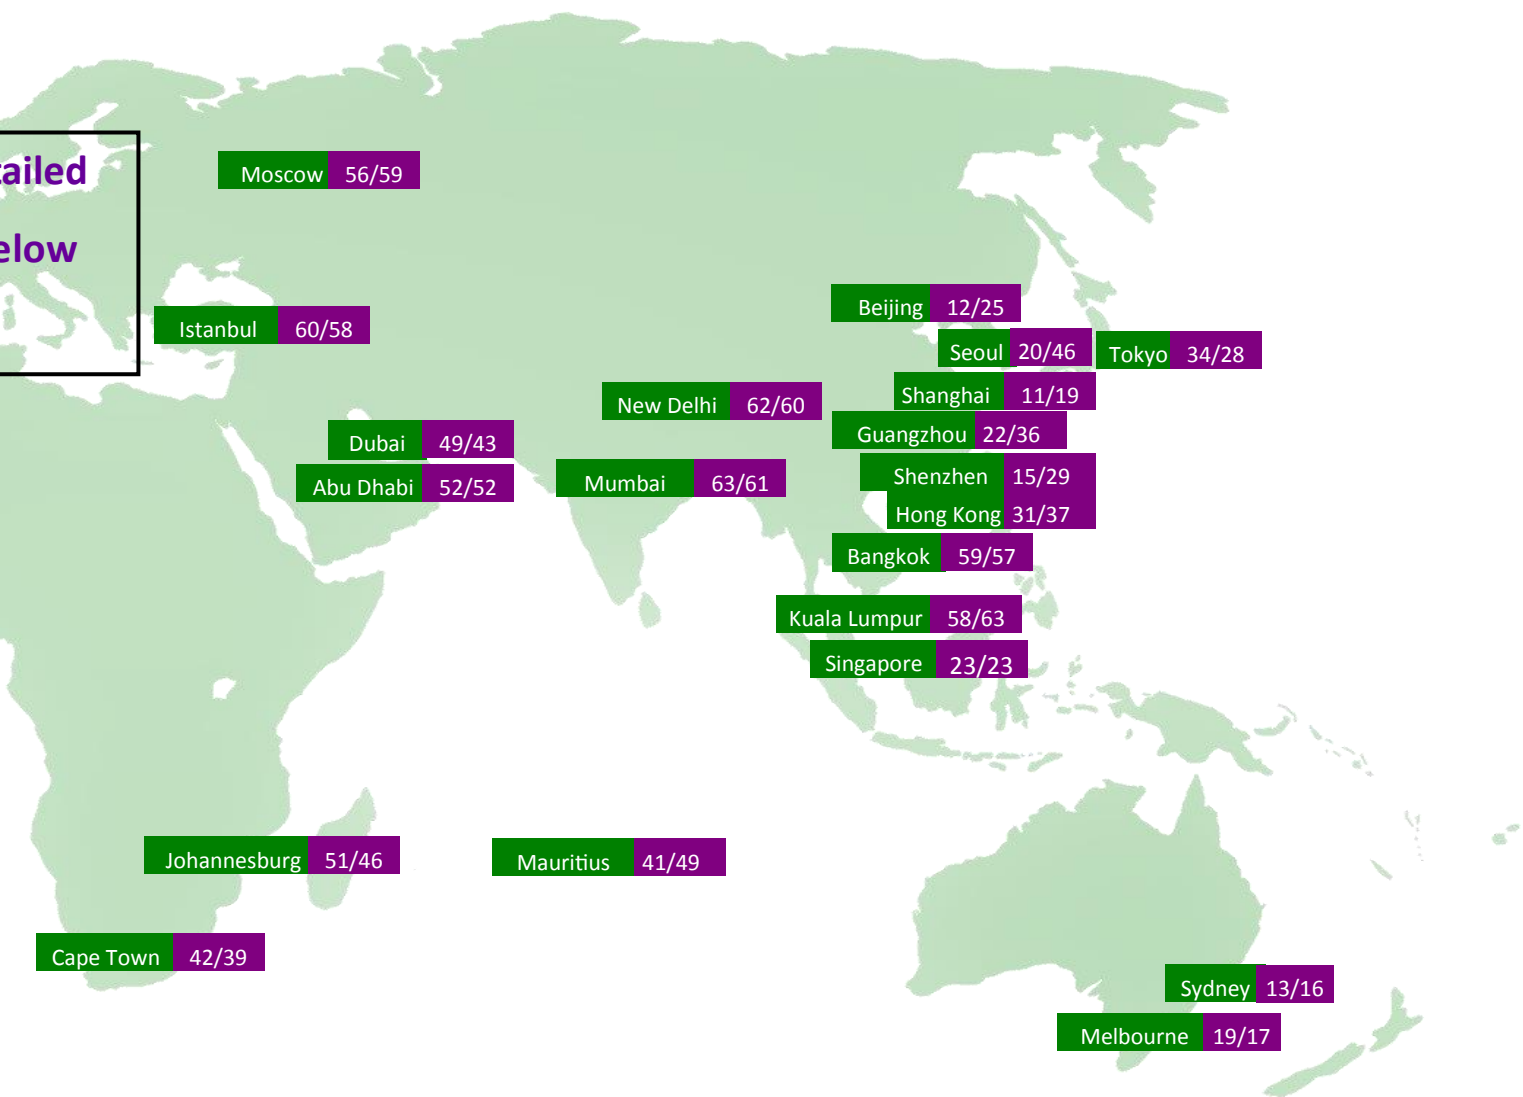 tailed
elow
Moscow 56/59
Istanbul 60/58
Beijing 12/25
Seoul 20/46
Tokyo 34/28
Shanghai 11/19
New Delhi 62/60
Guangzhou 22/36
Dubai 49/43
Shenzhen 15/29
Abu Dhabi 52/52
Mumbai 63/61
Hong Kong 31/37
Bangkok 59/57
Kuala Lumpur 58/63
Singapore 23/23
Johannesburg 51/46
Mauritius 41/49
Cape Town 42/39
Sydney 13/16
Melbourne 19/17